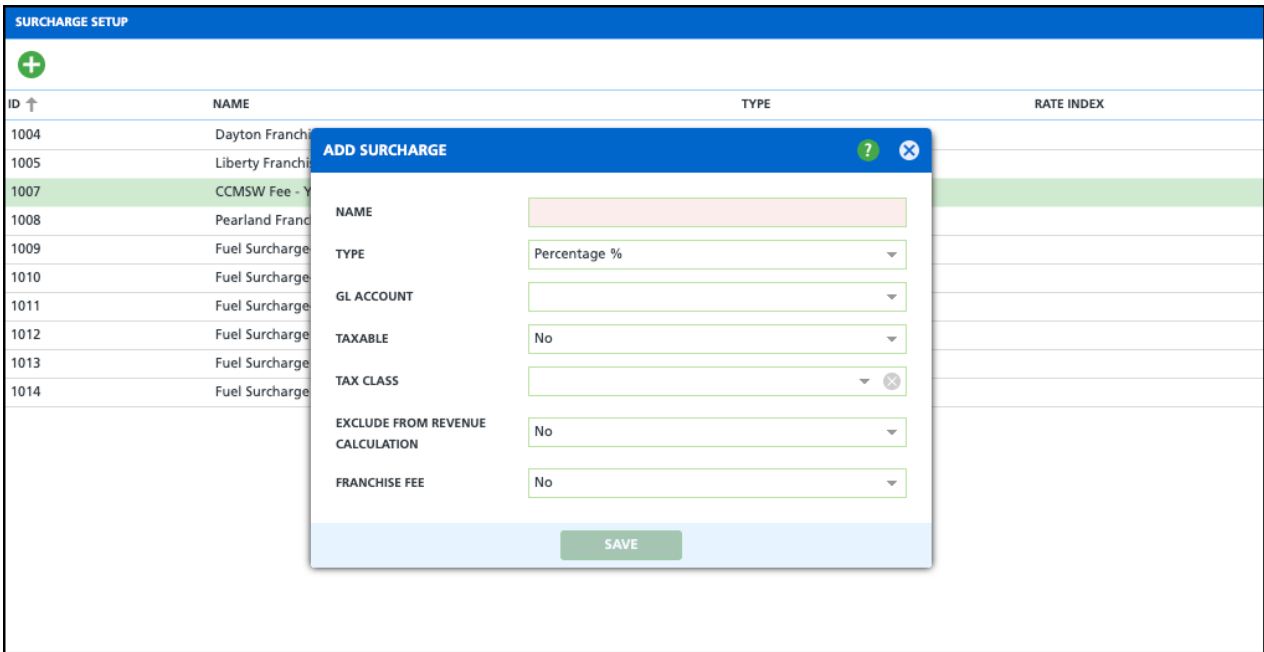 SURCHARGE SETUP
ID NAME TYPE RATE INDEX
1004 Dayton Franchi
1005 Liberty Franchis
1007 CCMSW Fee - Y
1008 Pearland Franc
1009 Fuel Surcharge
1010 Fuel Surcharge
1011 Fuel Surcharge
1012 Fuel Surcharge
1013 Fuel Surcharge
1014 Fuel Surcharge
ADD SURCHARGE ?
NAME
TYPE Percentage %
GL ACCOUNT
TAXABLE No
TAX CLASS
EXCLUDE FROM REVENUE
CALCULATION No
FRANCHISE FEE No
SAVE